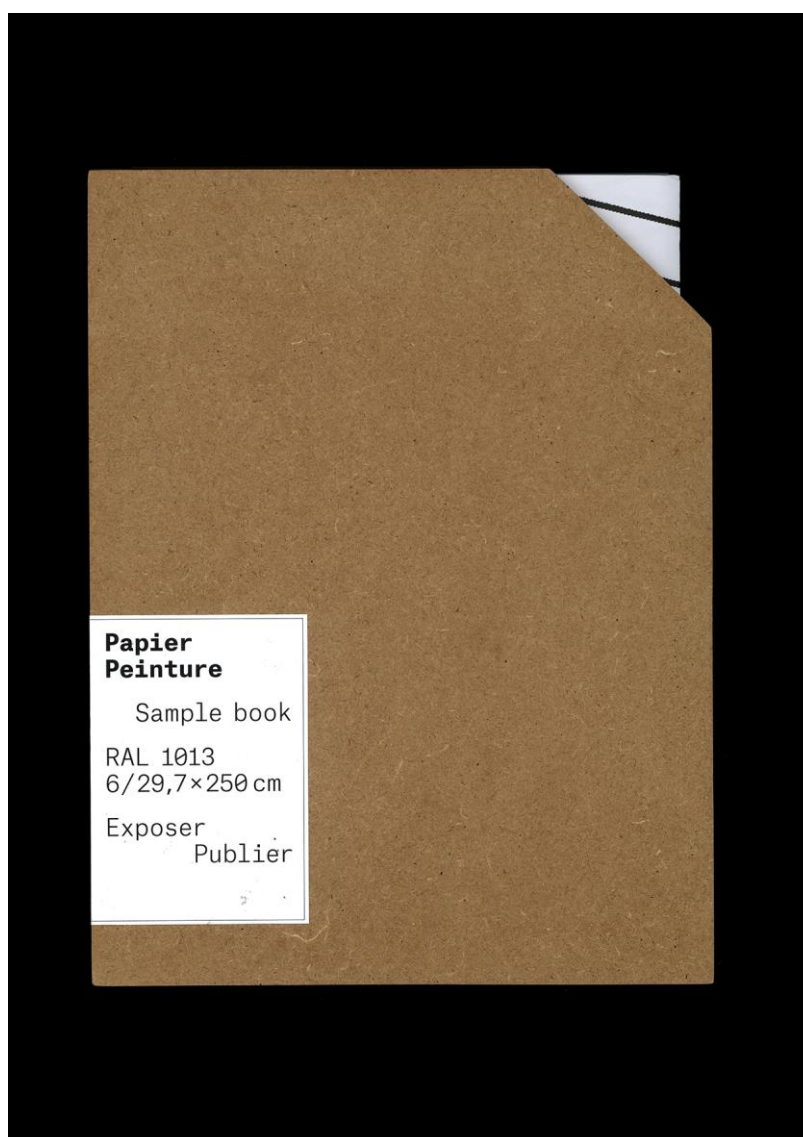 Papier
Peinture
Sample book
RAL 1013
6/29,7×250 cm
Exposer
Publier